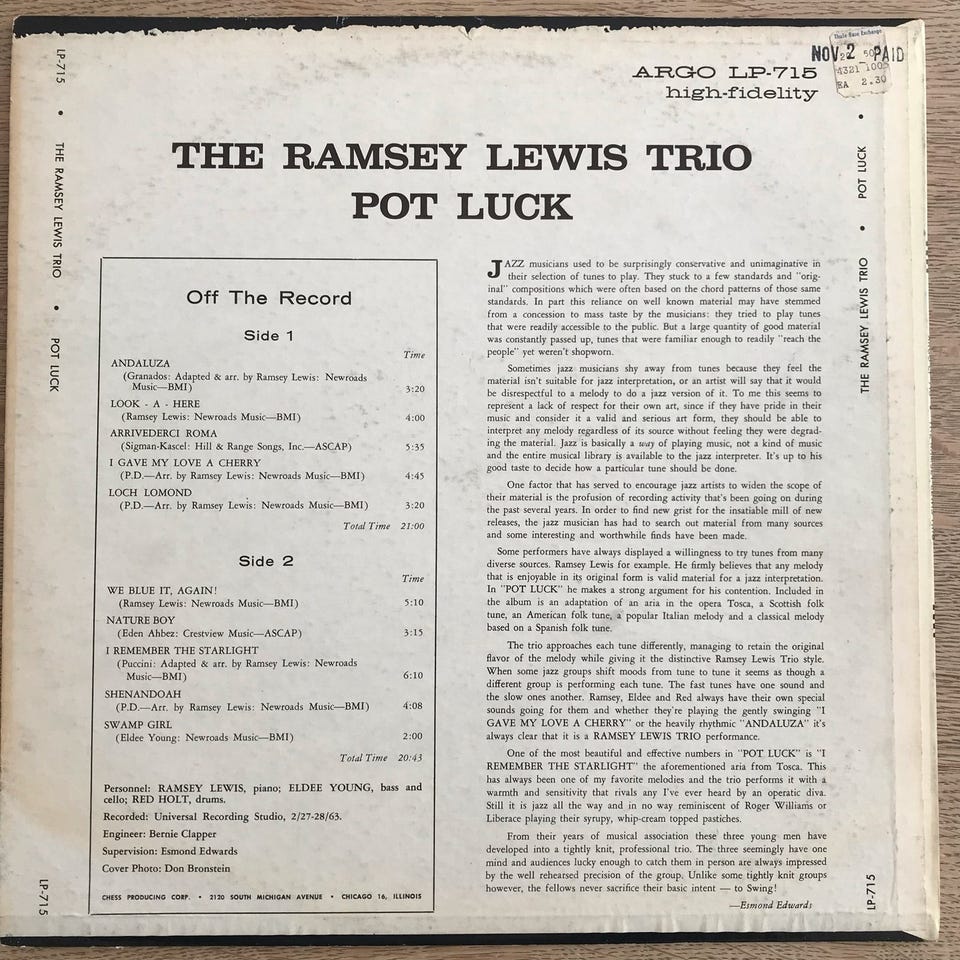 NOV 2 PAID
4321 1005
EA 2.30
ARGO LP-715
high-fidelity
THE RAMSEY LEWIS TRIO
POT LUCK
LP-715 • THE RAMSEY LEWIS TRIO • POT LUCK
LP-715
• POT LUCK • THE RAMSEY LEWIS TRIO
LP-715
Off The Record
Side 1
Time
ANDALUZA
(Granados: Adapted & arr. by Ramsey Lewis: Newroads
Music—BMI) 3:20
LOOK - A - HERE
(Ramsey Lewis: Newroads Music—BMI) 4:00
ARRIVEDERCI ROMA
(Sigman-Kascel: Hill & Range Songs, Inc.—ASCAP) 5:35
I GAVE MY LOVE A CHERRY
(P.D.—Arr. by Ramsey Lewis: Newroads Music—BMI) 4:45
LOCH LOMOND
(P.D.—Arr. by Ramsey Lewis: Newroads Music—BMI) 3:20
Total Time 21:00
Side 2
Time
WE BLUE IT, AGAIN!
(Ramsey Lewis: Newroads Music—BMI) 5:10
NATURE BOY
(Eden Ahbez: Crestview Music—ASCAP) 3:15
I REMEMBER THE STARLIGHT
(Puccini: Adapted & arr. by Ramsey Lewis: Newroads
Music—BMI) 6:10
SHENANDOAH
(P.D.—Arr. by Ramsey Lewis: Newroads Music—BMI) 4:08
SWAMP GIRL
(Eldee Young: Newroads Music—BMI) 2:00
Total Time 20:43
Personnel: RAMSEY LEWIS, piano; ELDEE YOUNG, bass and
cello; RED HOLT, drums.
Recorded: Universal Recording Studio, 2/27-28/63.
Engineer: Bernie Clapper
Supervision: Esmond Edwards
Cover Photo: Don Bronstein
CHESS PRODUCING CORP. • 2120 SOUTH MICHIGAN AVENUE • CHICAGO 16, ILLINOIS
JAZZ musicians used to be surprisingly conservative and unimaginative in
their selection of tunes to play. They stuck to a few standards and "orig-
inal" compositions which were often based on the chord patterns of those same
standards. In part this reliance on well known material may have stemmed
from a concession to mass taste by the musicians: they tried to play tunes
that were readily accessible to the public. But a large quantity of good material
was constantly passed up, tunes that were familiar enough to readily "reach the
people" yet weren't shopworn.
Sometimes jazz musicians shy away from tunes because they feel the
material isn't suitable for jazz interpretation, or an artist will say that it would
be disrespectful to a melody to do a jazz version of it. To me this seems to
represent a lack of respect for their own art, since if they have pride in their
music and consider it a valid and serious art form, they should be able to
interpret any melody regardless of its source without feeling they were degrad-
ing the material. Jazz is basically a way of playing music, not a kind of music
and the entire musical library is available to the jazz interpreter. It's up to his
good taste to decide how a particular tune should be done.
One factor that has served to encourage jazz artists to widen the scope of
their material is the profusion of recording activity that's been going on during
the past several years. In order to find new grist for the insatiable mill of new
releases, the jazz musician has had to search out material from many sources
and some interesting and worthwhile finds have been made.
Some performers have always displayed a willingness to try tunes from many
diverse sources. Ramsey Lewis for example. He firmly believes that any melody
that is enjoyable in its original form is valid material for a jazz interpretation.
In "POT LUCK" he makes a strong argument for his contention. Included in
the album is an adaptation of an aria in the opera Tosca, a Scottish folk
tune, an American folk tune, a popular Italian melody and a classical melody
based on a Spanish folk tune.
The trio approaches each tune differently, managing to retain the original
flavor of the melody while giving it the distinctive Ramsey Lewis Trio style.
When some jazz groups shift moods from tune to tune it seems as though a
different group is performing each tune. The fast tunes have one sound and
the slow ones another. Ramsey, Eldee and Red always have their own special
sounds going for them and whether they're playing the gently swinging "I
GAVE MY LOVE A CHERRY" or the heavily rhythmic "ANDALUZA" it's
always clear that it is a RAMSEY LEWIS TRIO performance.
One of the most beautiful and effective numbers in "POT LUCK" is "I
REMEMBER THE STARLIGHT" the aforementioned aria from Tosca. This
has always been one of my favorite melodies and the trio performs it with a
warmth and sensitivity that rivals any I've ever heard by an operatic diva.
Still it is jazz all the way and in no way reminiscent of Roger Williams or
Liberace playing their syrupy, whip-cream topped pastiches.
From their years of musical association these three young men have
developed into a tightly knit, professional trio. The three seemingly have one
mind and audiences lucky enough to catch them in person are always impressed
by the well rehearsed precision of the group. Unlike some tightly knit groups
however, the fellows never sacrifice their basic intent — to Swing!
—Esmond Edwards